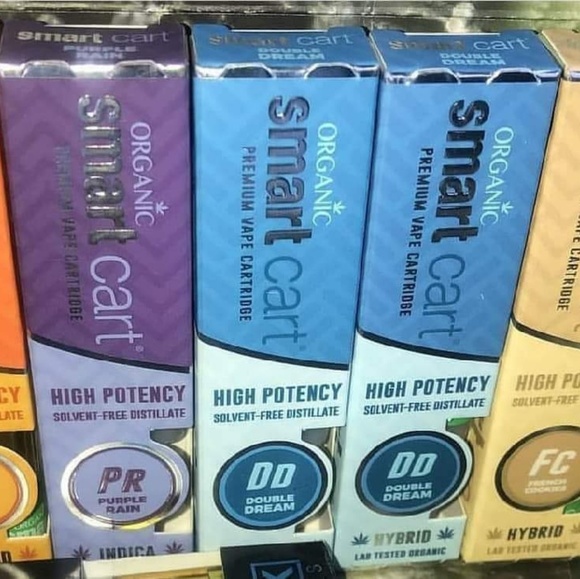 smart cart
PURPLE
RAIN
ORGANIC
smart cart
PREMIUM VAPE CARTRIDGE
HIGH POTENCY
SOLVENT-FREE DISTILLATE
PR
PURPLE
RAIN
INDICA
smart cart
DOUBLE
DREAM
ORGANIC
smart cart
PREMIUM VAPE CARTRIDGE
HIGH POTENCY
SOLVENT-FREE DISTILLATE
DD
DOUBLE
DREAM
smart cart
DOUBLE
DREAM
ORGANIC
smart cart
PREMIUM VAPE CARTRIDGE
HIGH POTENCY
SOLVENT-FREE DISTILLATE
DD
DOUBLE
DREAM
HYBRID
LAB TESTED ORGANIC
CARTRIDGE
HIGH PO
SOLVENT-FREE
FC
FRENCH
COOKIES
HYBRID
LAB TESTED ORGANIC
CY
LATE